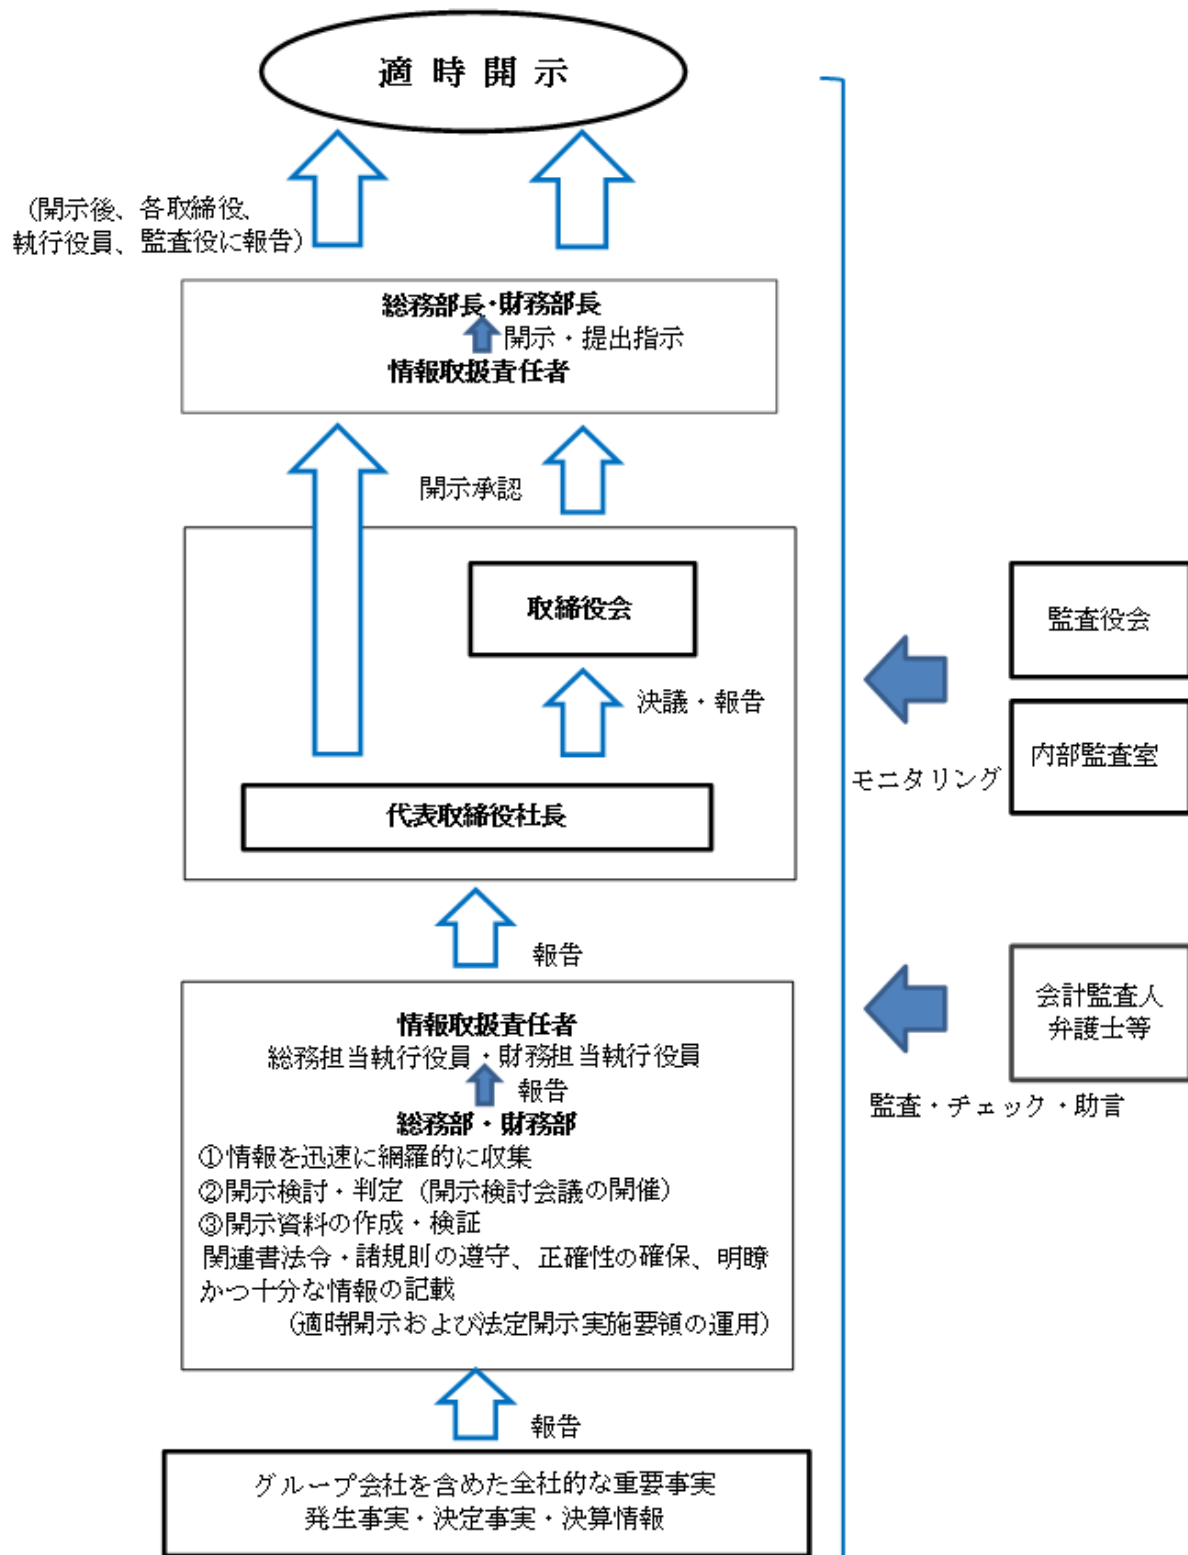 適時開示
(開示後、各取締役、
執行役員、監査役に報告)
総務部長・財務部長
開示・提出指示
情報取扱責任者
開示承認
取締役会
決議・報告
代表取締役社長
監査役会
内部監査室
モニタリング
報告
情報取扱責任者
総務担当執行役員・財務担当執行役員
報告
総務部・財務部
①情報を迅速に網羅的に収集
②開示検討・判定（開示検討会議の開催）
③開示資料の作成・検証
関連書法令・諸規則の遵守、正確性の確保、明瞭
かつ十分な情報の記載
（適時開示および法定開示実施要領の運用）
会計監査人
弁護士等
監査・チェック・助言
報告
グループ会社を含めた全社的な重要事実
発生事実・決定事実・決算情報